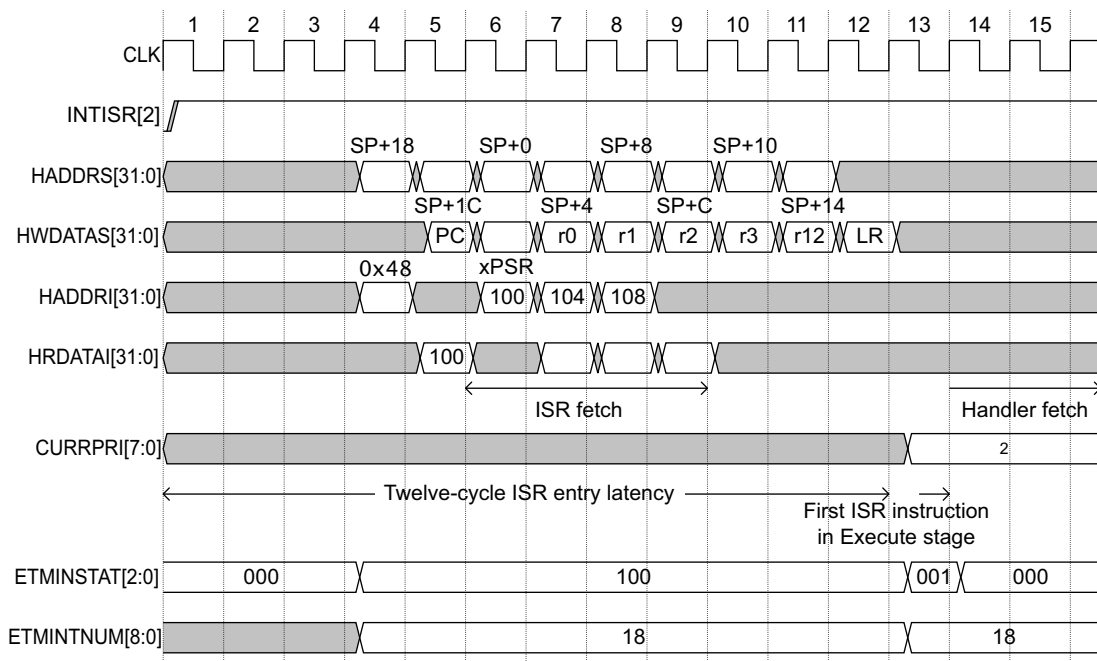 1 2 3 4 5 6 7 8 9 10 11 12 13 14 15
CLK
INTISR[2]
SP+18 SP+0 SP+8 SP+10
HADDRS[31:0]
SP+1C SP+4 SP+C SP+14
HWDATAS[31:0] PC r0 r1 r2 r3 r12 LR
0x48 xPSR
HADDRI[31:0] 100 104 108
HRDATAI[31:0] 100
ISR fetch Handler fetch
CURRPRI[7:0] 2
Twelve-cycle ISR entry latency
First ISR instruction
in Execute stage
ETMINSTAT[2:0] 000 100 001 000
ETMINTNUM[8:0] 18 18